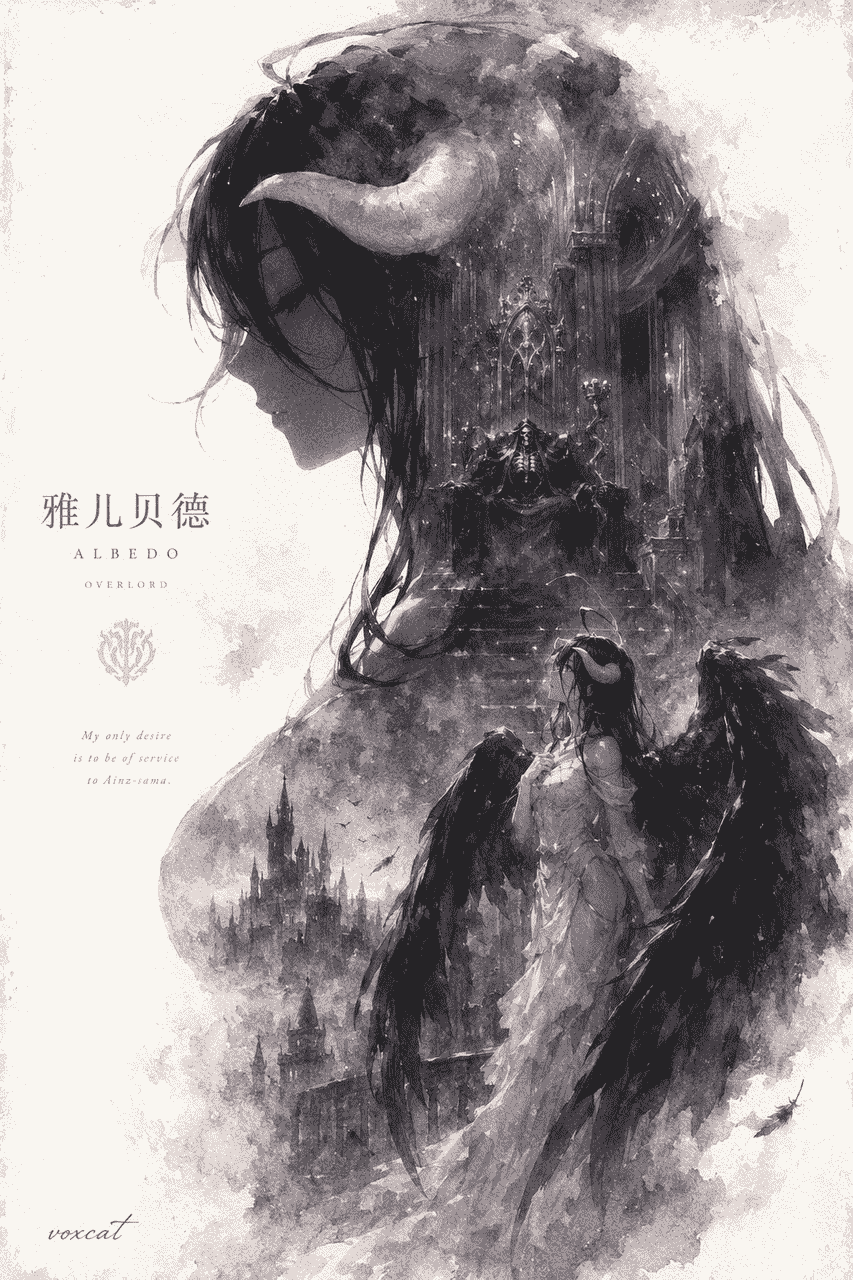 雅儿贝德
ALBEDO
OVERLORD
My only desire
is to be of service
to Ainz-sama.
voxcat